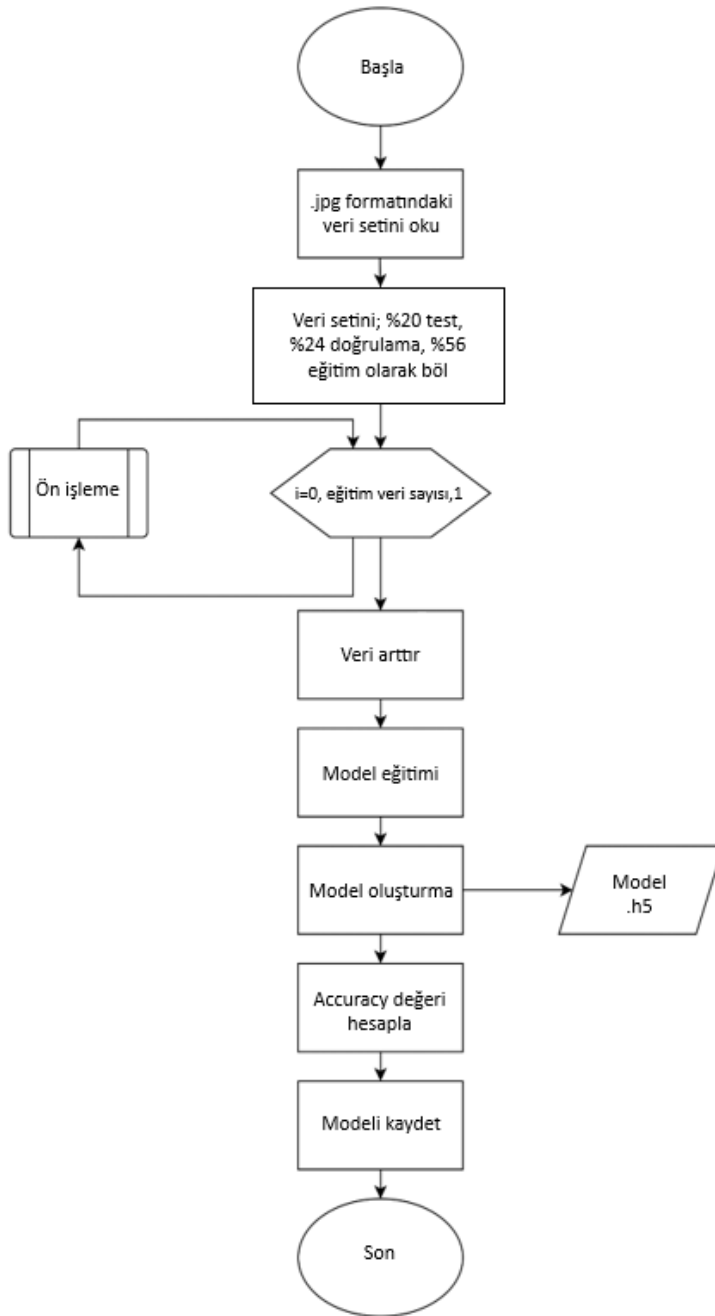 Başla
.jpg formatındaki
veri setini oku
Veri setini; %20 test,
%24 doğrulama, %56
eğitim olarak böl
Ön işleme
i=0, eğitim veri sayısı,1
Veri arttır
Model eğitimi
Model oluşturma
Model
.h5
Accuracy değeri
hesapla
Modeli kaydet
Son